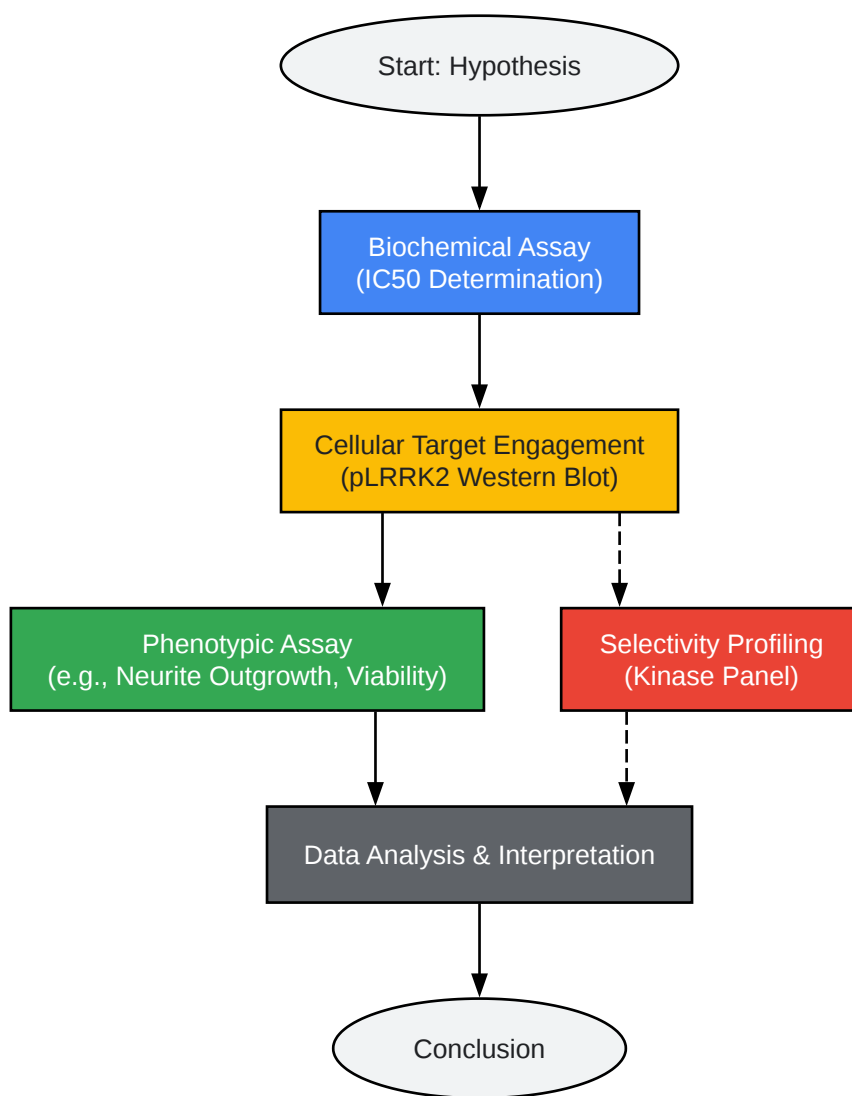 Start: Hypothesis
Biochemical Assay
(IC50 Determination)
Cellular Target Engagement
(pLRRK2 Western Blot)
Phenotypic Assay
(e.g., Neurite Outgrowth, Viability)
Selectivity Profiling
(Kinase Panel)
Data Analysis & Interpretation
Conclusion